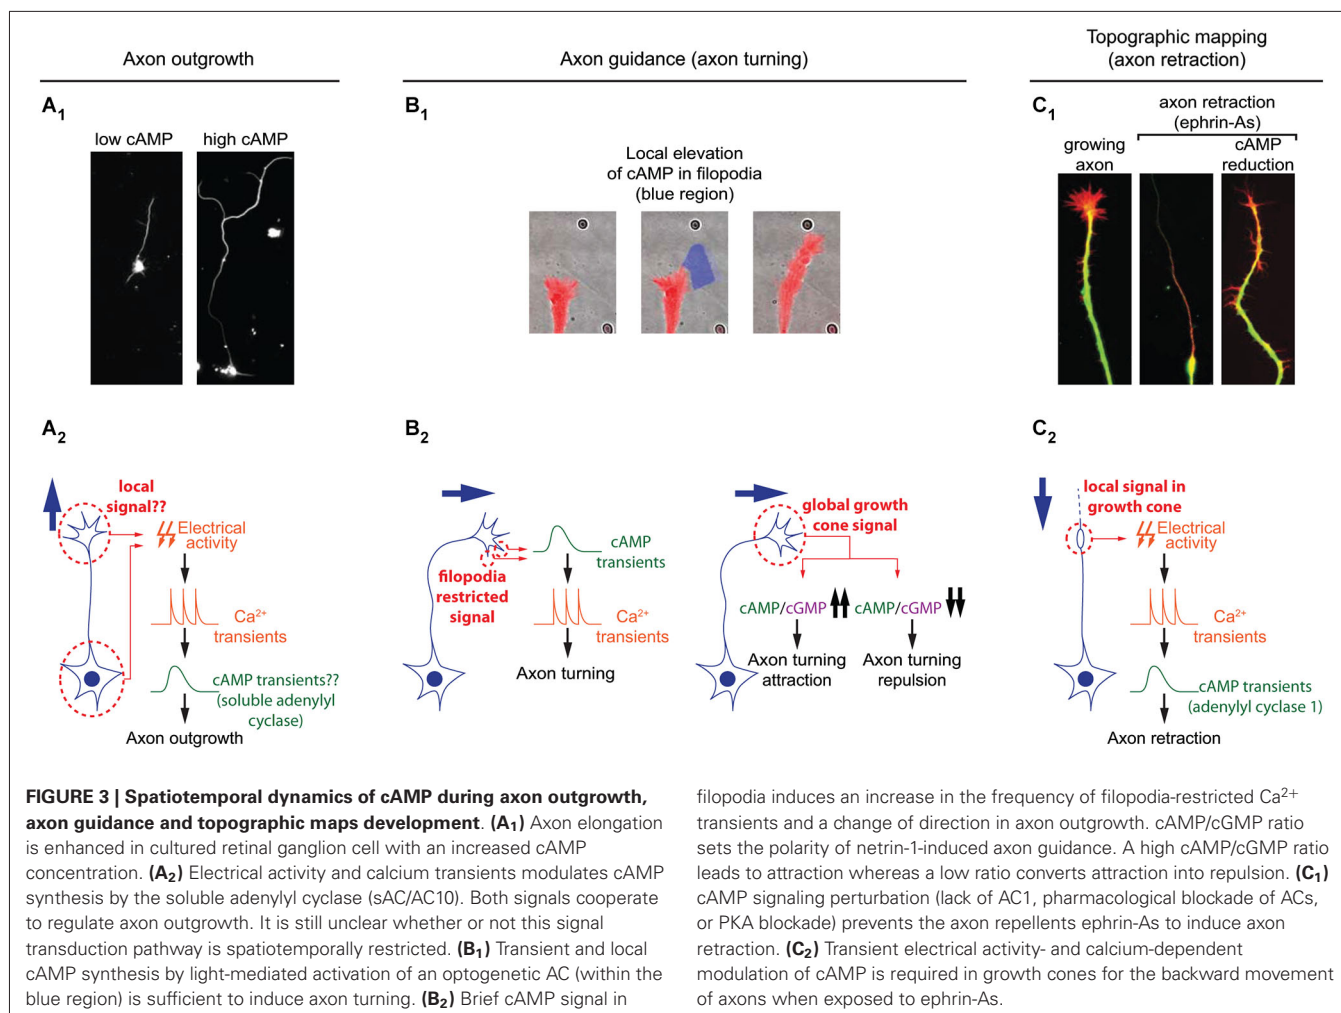 Axon outgrowth
Axon guidance (axon turning)
Topographic mapping
(axon retraction)
A1
low cAMP
high cAMP
B1
Local elevation
of cAMP in filopodia
(blue region)
C1
axon retraction
(ephrin-As)
growing
axon
cAMP
reduction
A2
local
signal??
Electrical
activity
Ca2+
transients
cAMP transients??
(soluble adenylyl
cyclase)
Axon outgrowth
B2
filopodia
restricted
signal
cAMP
transients
Ca2+
transients
Axon turning
global growth
cone signal
cAMP/cGMP
cAMP/cGMP
Axon turning
attraction
Axon turning
repulsion
C2
local signal in
growth cone
Electrical
activity
Ca2+
transients
cAMP transients
(adenylyl cyclase 1)
Axon retraction
FIGURE 3 | Spatiotemporal dynamics of cAMP during axon outgrowth,
axon guidance and topographic maps development. (A1) Axon elongation
is enhanced in cultured retinal ganglion cell with an increased cAMP
concentration. (A2) Electrical activity and calcium transients modulates cAMP
synthesis by the soluble adenylyl cyclase (sAC/AC10). Both signals cooperate
to regulate axon outgrowth. It is still unclear whether or not this signal
transduction pathway is spatiotemporally restricted. (B1) Transient and local
cAMP synthesis by light-mediated activation of an optogenetic AC (within the
blue region) is sufficient to induce axon turning. (B2) Brief cAMP signal in
filopodia induces an increase in the frequency of filopodia-restricted Ca2+
transients and a change of direction in axon outgrowth. cAMP/cGMP ratio
sets the polarity of netrin-1-induced axon guidance. A high cAMP/cGMP ratio
leads to attraction whereas a low ratio converts attraction into repulsion. (C1)
cAMP signaling perturbation (lack of AC1, pharmacological blockade of ACs,
or PKA blockade) prevents the axon repellents ephrin-As to induce axon
retraction. (C2) Transient electrical activity- and calcium-dependent
modulation of cAMP is required in growth cones for the backward movement
of axons when exposed to ephrin-As.